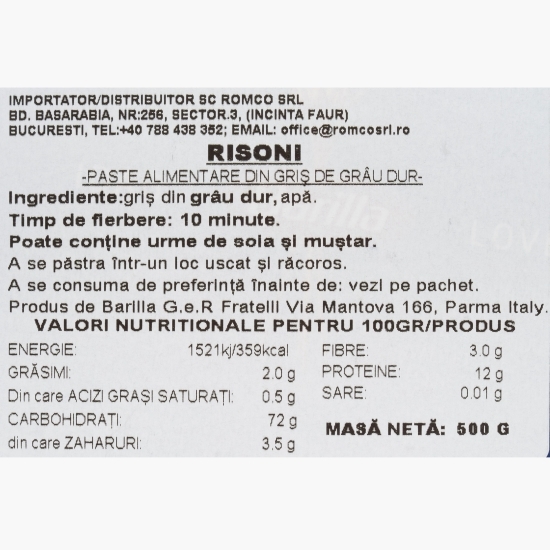 IMPORTATOR/DISTRIBUITOR SC ROMCO SRL
BD. BASARABIA, NR:256, SECTOR.3, (INCINTA FAUR)
BUCURESTI, TEL:+40 788 438 352; EMAIL: office@romcosrl.ro
RISONI
-PASTE ALIMENTARE DIN GRIȘ DE GRÂU DUR-
Ingrediente:griș din grâu dur, apă.
Timp de fierbere: 10 minute.
Poate conține urme de soia și muștar.
A se păstra într-un loc uscat și răcoros.
A se consuma de preferință înainte de: vezi pe pachet.
Produs de Barilla G.e.R Fratelli Via Mantova 166, Parma Italy.
VALORI NUTRITIONALE PENTRU 100GR/PRODUS
ENERGIE: 1521kj/359kcal
GRĂSIMI: 2.0 g
Din care ACIZI GRAȘI SATURAȚI: 0.5 g
CARBOHIDRAȚI: 72 g
din care ZAHARURI: 3.5 g
FIBRE: 3.0 g
PROTEINE: 12 g
SARE: 0.01 g
MASĂ NETĂ: 500 G